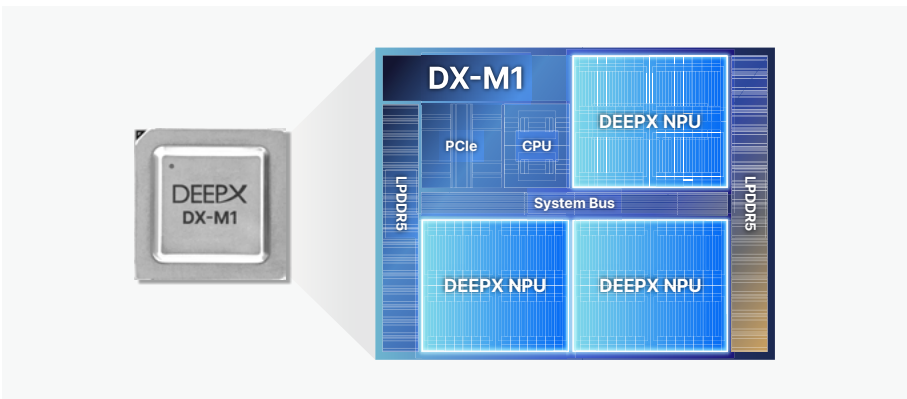 DEEPX
DX-M1
DX-M1
DEEPX NPU
PCIe
CPU
LPDDR5
LPDDR5
System Bus
DEEPX NPU
DEEPX NPU